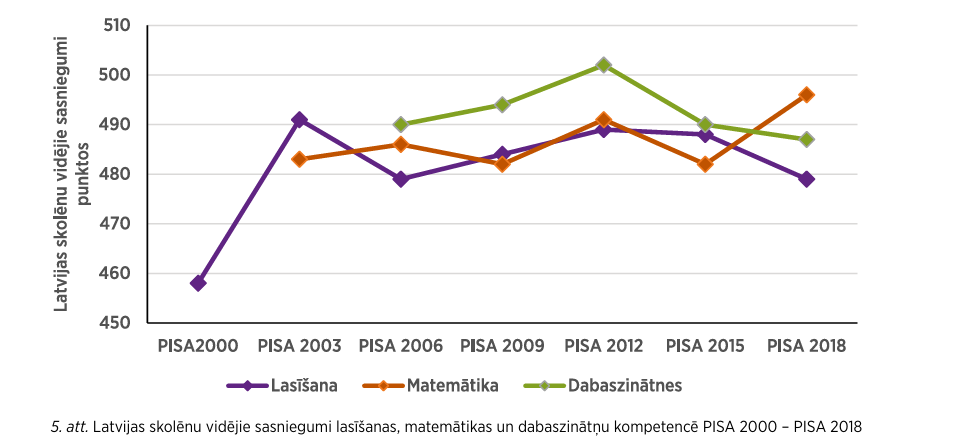 Latvijas skolēnu vidējie sasniegumi
punktos
510
500
490
480
470
460
450
PISA2000 PISA 2003 PISA 2006 PISA 2009 PISA 2012 PISA 2015 PISA 2018
Lasīšana Matemātika Dabaszinātnes
5. att. Latvijas skolēnu vidējie sasniegumi lasīšanas, matemātikas un dabaszinātņu kompetencē PISA 2000 – PISA 2018